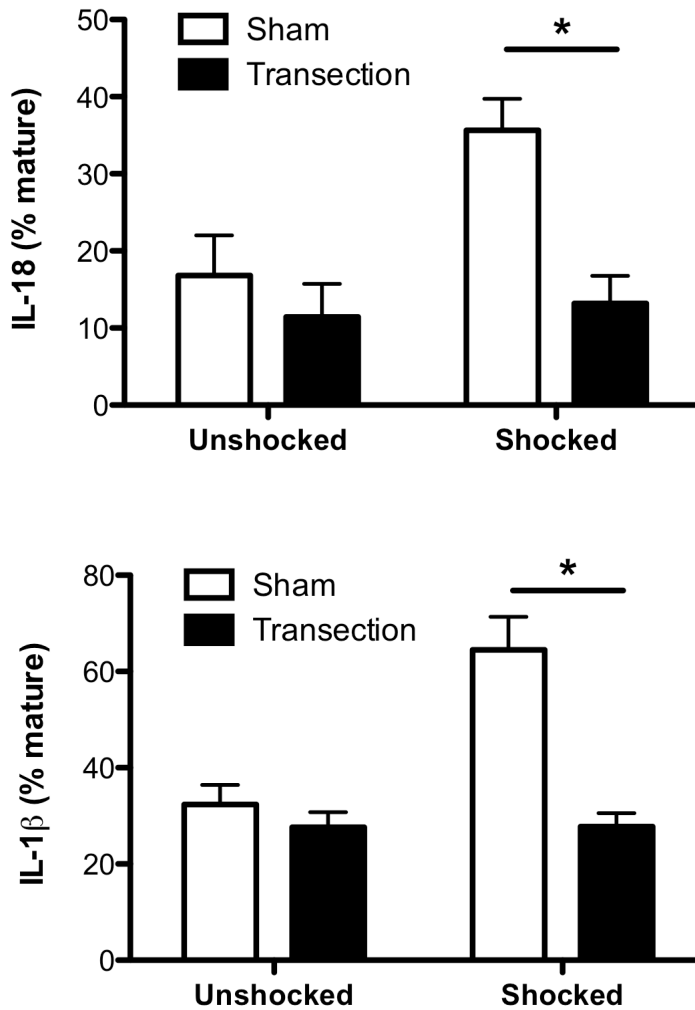 IL-18 (% mature)
50
40
30
20
10
0
Sham
Transection
*
Unshocked
Shocked
IL-1β (% mature)
80
60
40
20
0
Sham
Transection
*
Unshocked
Shocked